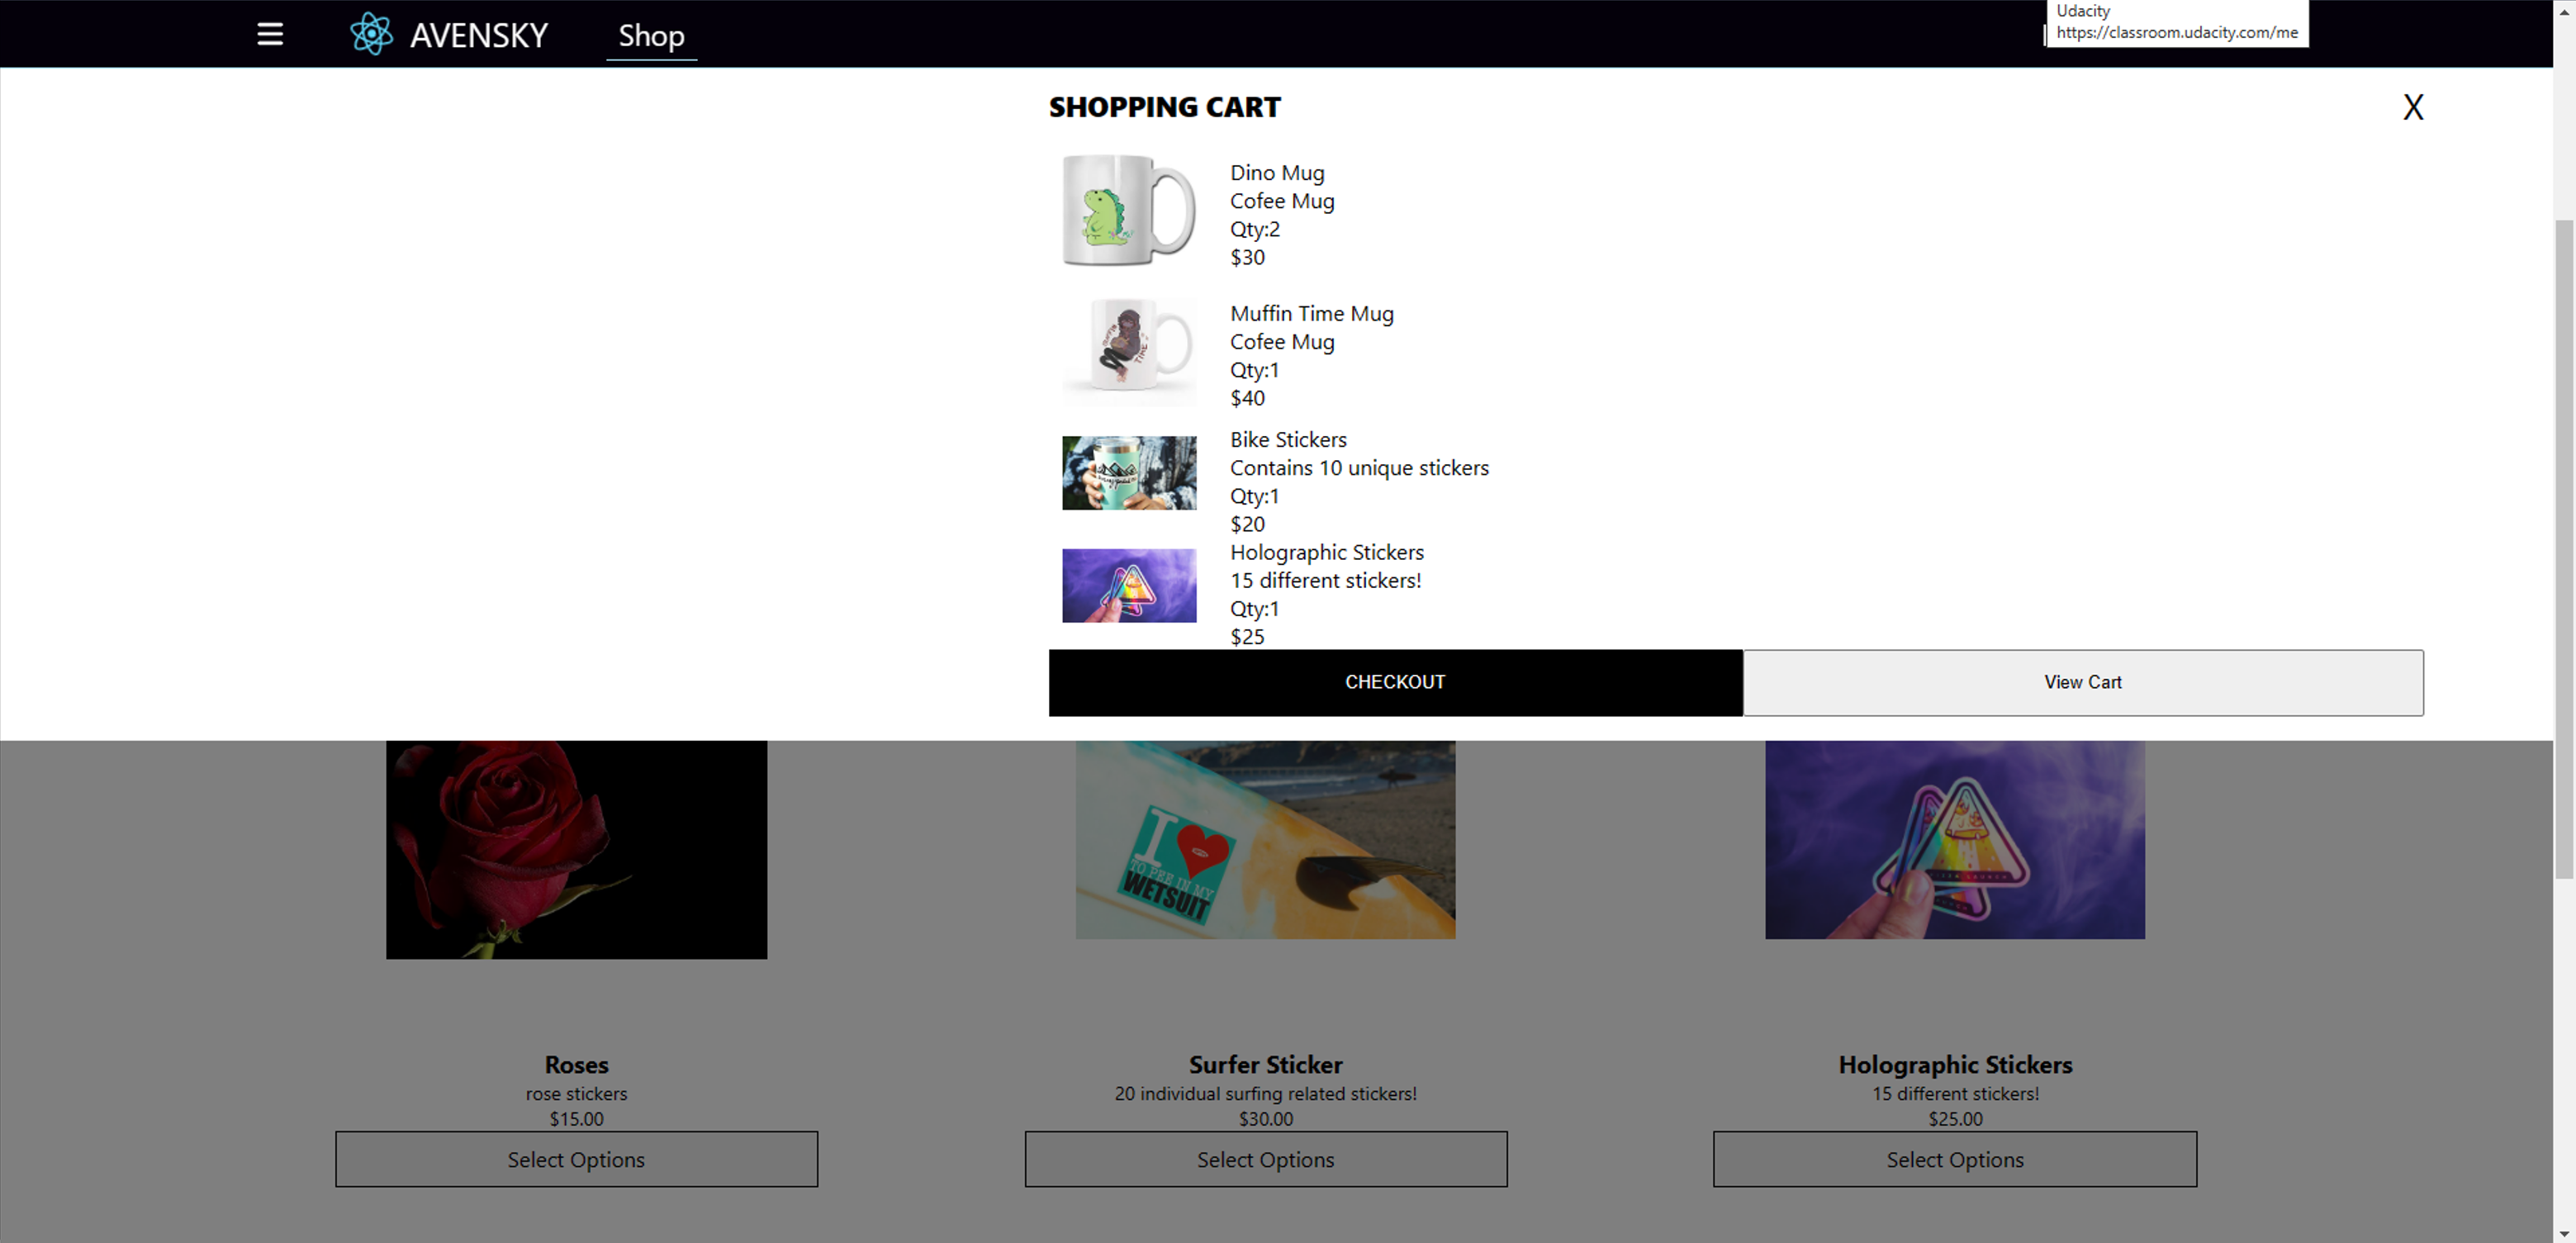 AVENSKY
Shop
Udacity
https://classroom.udacity.com/me
SHOPPING CART
X
Dino Mug
Cofee Mug
Qty:2
$30
TIME
Muffin Time Mug
Cofee Mug
Qty:1
$40
Bike Stickers
Contains 10 unique stickers
Qty:1
$20
Holographic Stickers
15 different stickers!
Qty:1
$25
CHECKOUT
View Cart
I
TO PEE IN MY
WETSUIT
Roses
rose stickers
$15.00
Select Options
Surfer Sticker
20 individual surfing related stickers!
$30.00
Select Options
Holographic Stickers
15 different stickers!
$25.00
Select Options